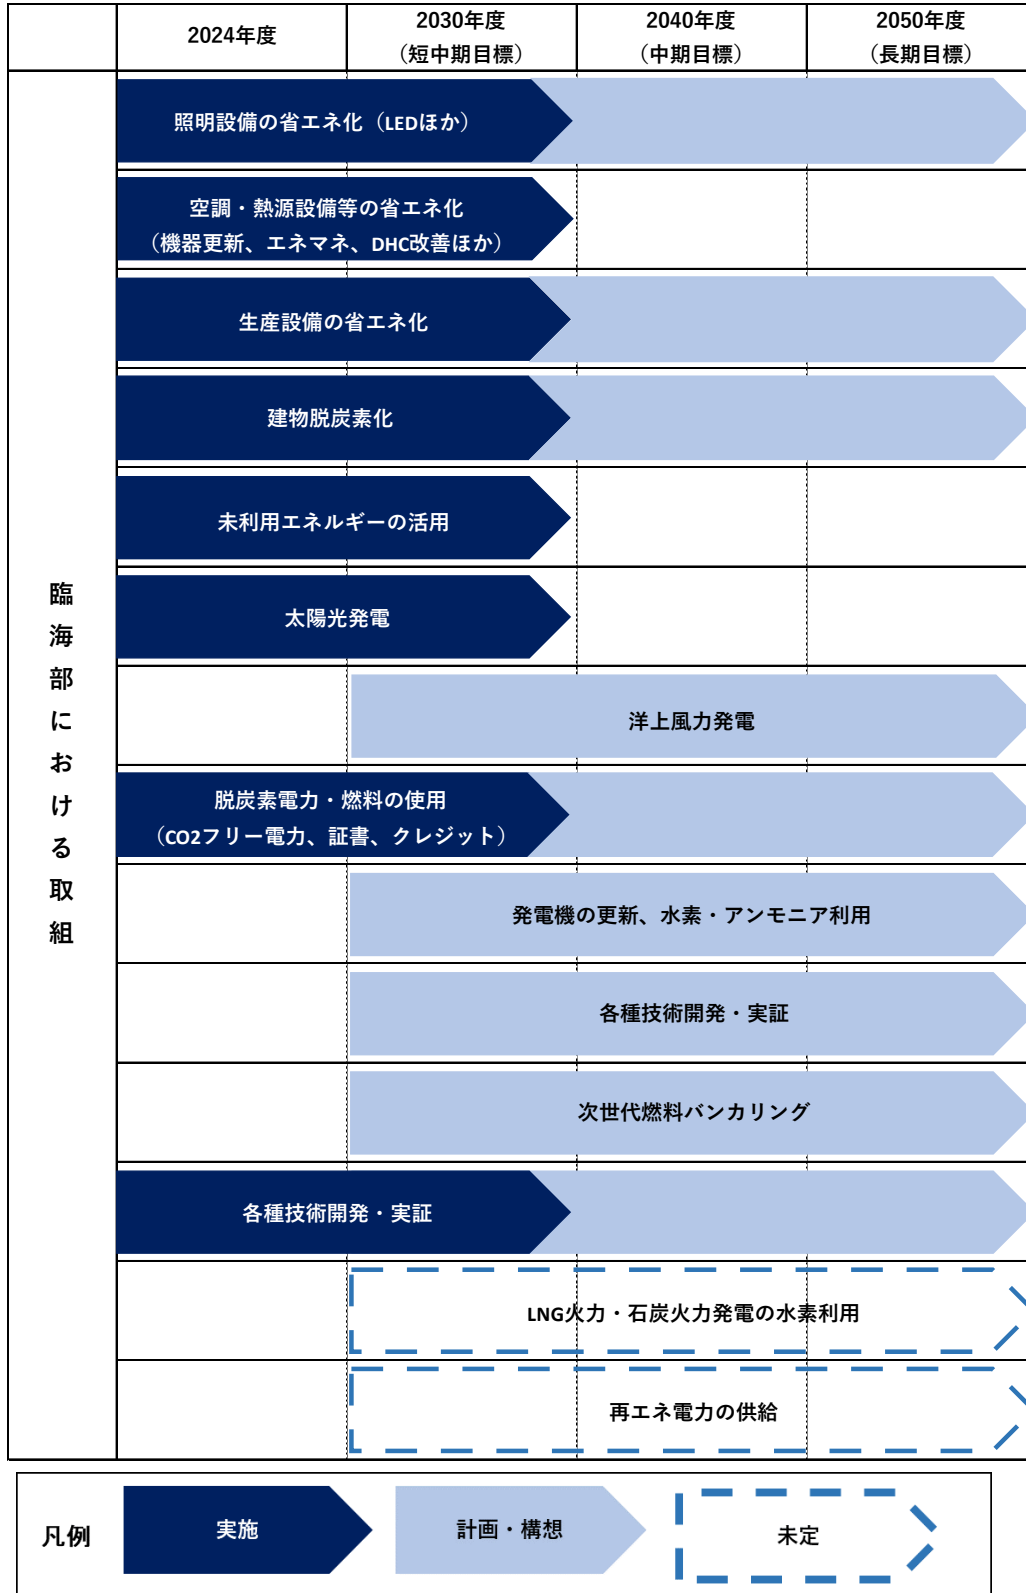 2024年度
2030年度
（短中期目標）
2040年度
（中期目標）
2050年度
（長期目標）
臨海部における取組
照明設備の省エネ化（LEDほか）
空調・熱源設備等の省エネ化
（機器更新、エネマネ、DHC改善ほか）
生産設備の省エネ化
建物脱炭素化
未利用エネルギーの活用
太陽光発電
洋上風力発電
脱炭素電力・燃料の使用
（CO2フリー電力、証書、クレジット）
発電機の更新、水素・アンモニア利用
各種技術開発・実証
次世代燃料バンカリング
各種技術開発・実証
LNG火力・石炭火力発電の水素利用
再エネ電力の供給
凡例
実施
計画・構想
未定